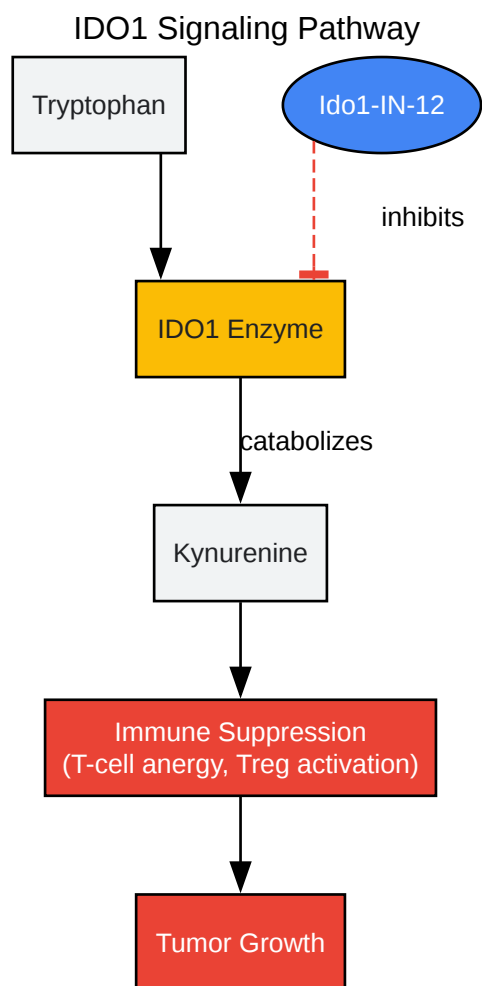 IDO1 Signaling Pathway
Tryptophan
Ido1-IN-12
inhibits
IDO1 Enzyme
catabolizes
Kynurenine
Immune Suppression
(T-cell anergy, Treg activation)
Tumor Growth